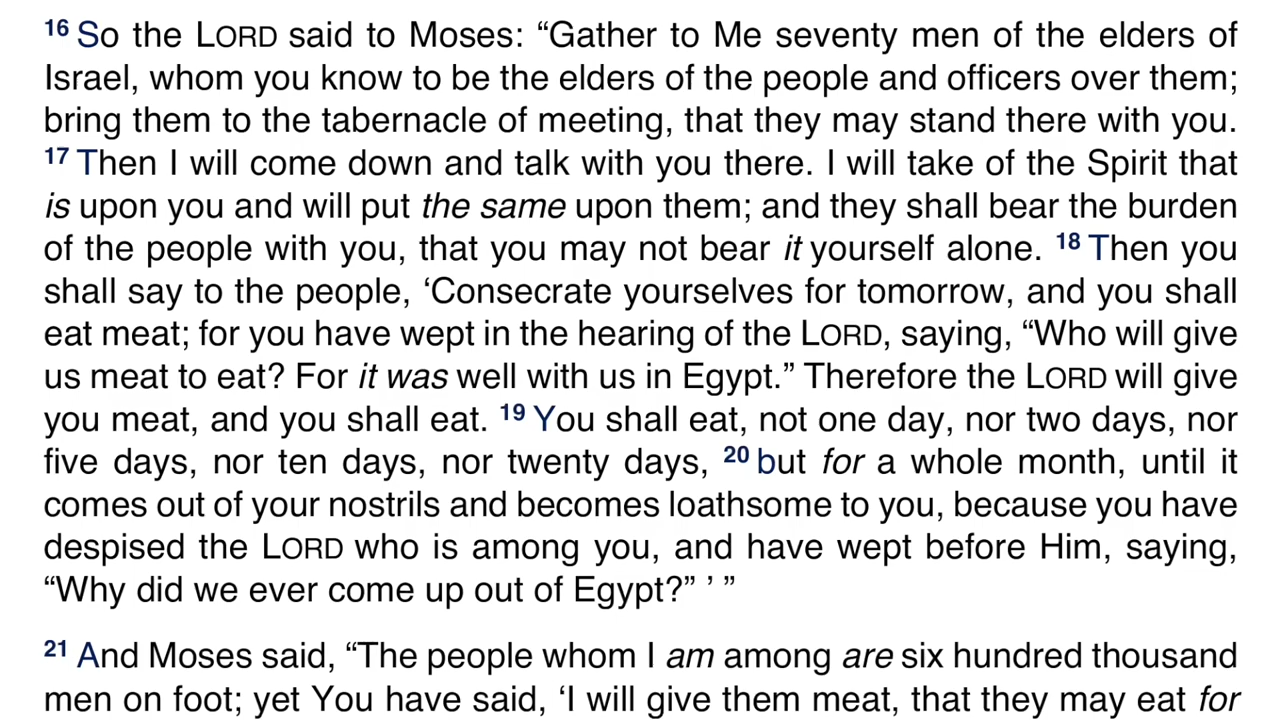 16 So the LORD said to Moses: “Gather to Me seventy men of the elders of
Israel, whom you know to be the elders of the people and officers over them;
bring them to the tabernacle of meeting, that they may stand there with you.
17 Then I will come down and talk with you there. I will take of the Spirit that
is upon you and will put the same upon them; and they shall bear the burden
of the people with you, that you may not bear it yourself alone. 18 Then you
shall say to the people, ‘Consecrate yourselves for tomorrow, and you shall
eat meat; for you have wept in the hearing of the LORD, saying, “Who will give
us meat to eat? For it was well with us in Egypt.” Therefore the LORD will give
you meat, and you shall eat. 19 You shall eat, not one day, nor two days, nor
five days, nor ten days, nor twenty days, 20 but for a whole month, until it
comes out of your nostrils and becomes loathsome to you, because you have
despised the LORD who is among you, and have wept before Him, saying,
“Why did we ever come up out of Egypt?” ’ ”
21 And Moses said, “The people whom I am among are six hundred thousand
men on foot; yet You have said, ‘I will give them meat, that they may eat for